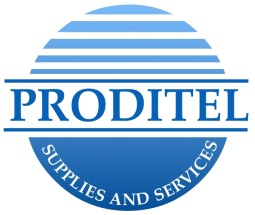 PRODITEL
SUPPLIES AND SERVICES